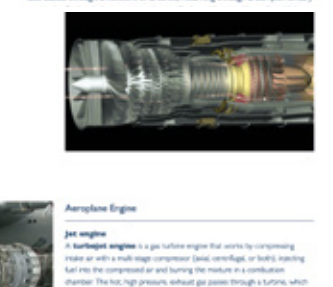 Aeroplane Engine
Jet engine
A turbojet engine is a gas turbine engine that works by compressing
intake air with a multi-stage compressor (axial, centrifugal, or both), injecting
fuel into the compressed air and burning the mixture in a combustion
chamber. The hot, high pressure, exhaust gas passes through a turbine, which